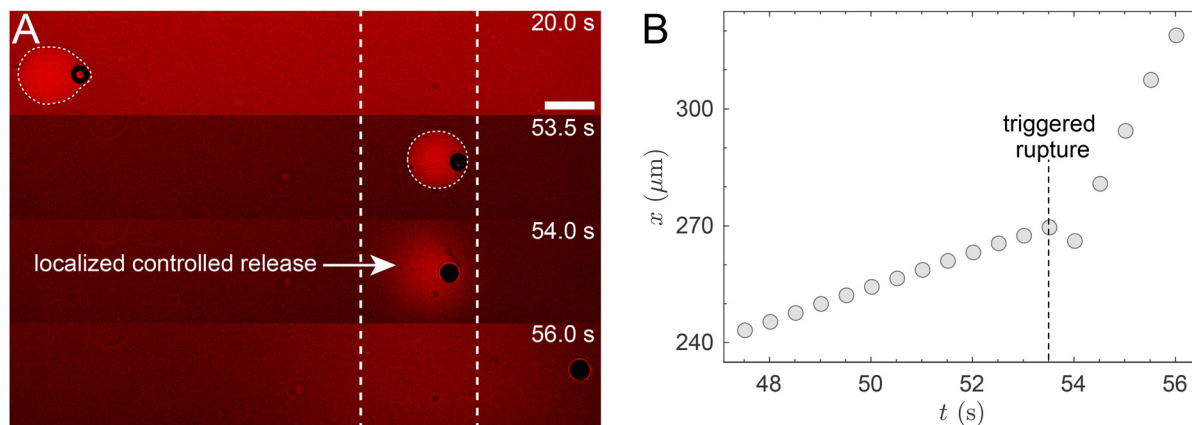 A
20.0 s
53.5 s
54.0 s
localized controlled release
56.0 s
B
triggered
rupture
x (μm)
300
270
240
48
50
52
54
56
t (s)